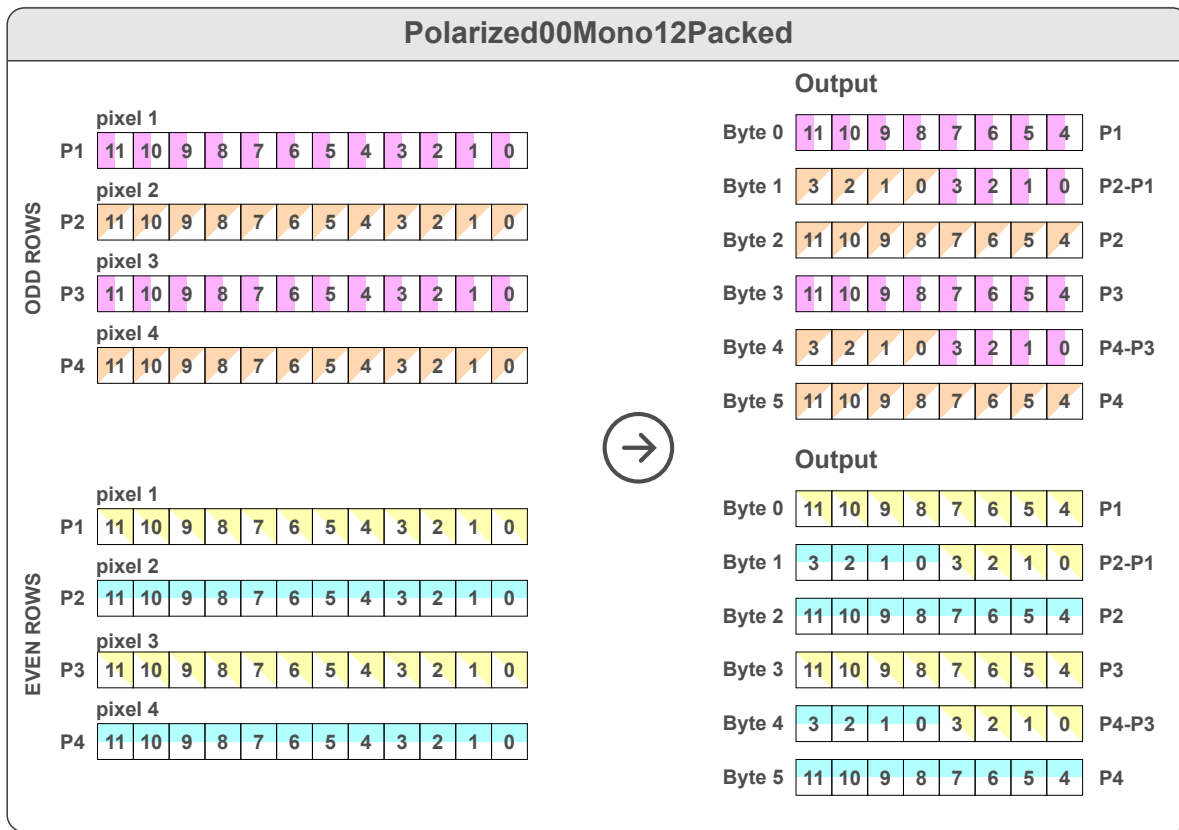 Polarized00Mono12Packed
ODD ROWS
pixel 1
P1 11 10 9 8 7 6 5 4 3 2 1 0
pixel 2
P2 11 10 9 8 7 6 5 4 3 2 1 0
pixel 3
P3 11 10 9 8 7 6 5 4 3 2 1 0
pixel 4
P4 11 10 9 8 7 6 5 4 3 2 1 0
Output
Byte 0 11 10 9 8 7 6 5 4 P1
Byte 1 3 2 1 0 3 2 1 0 P2-P1
Byte 2 11 10 9 8 7 6 5 4 P2
Byte 3 11 10 9 8 7 6 5 4 P3
Byte 4 3 2 1 0 3 2 1 0 P4-P3
Byte 5 11 10 9 8 7 6 5 4 P4
EVEN ROWS
pixel 1
P1 11 10 9 8 7 6 5 4 3 2 1 0
pixel 2
P2 11 10 9 8 7 6 5 4 3 2 1 0
pixel 3
P3 11 10 9 8 7 6 5 4 3 2 1 0
pixel 4
P4 11 10 9 8 7 6 5 4 3 2 1 0
Output
Byte 0 11 10 9 8 7 6 5 4 P1
Byte 1 3 2 1 0 3 2 1 0 P2-P1
Byte 2 11 10 9 8 7 6 5 4 P2
Byte 3 11 10 9 8 7 6 5 4 P3
Byte 4 3 2 1 0 3 2 1 0 P4-P3
Byte 5 11 10 9 8 7 6 5 4 P4